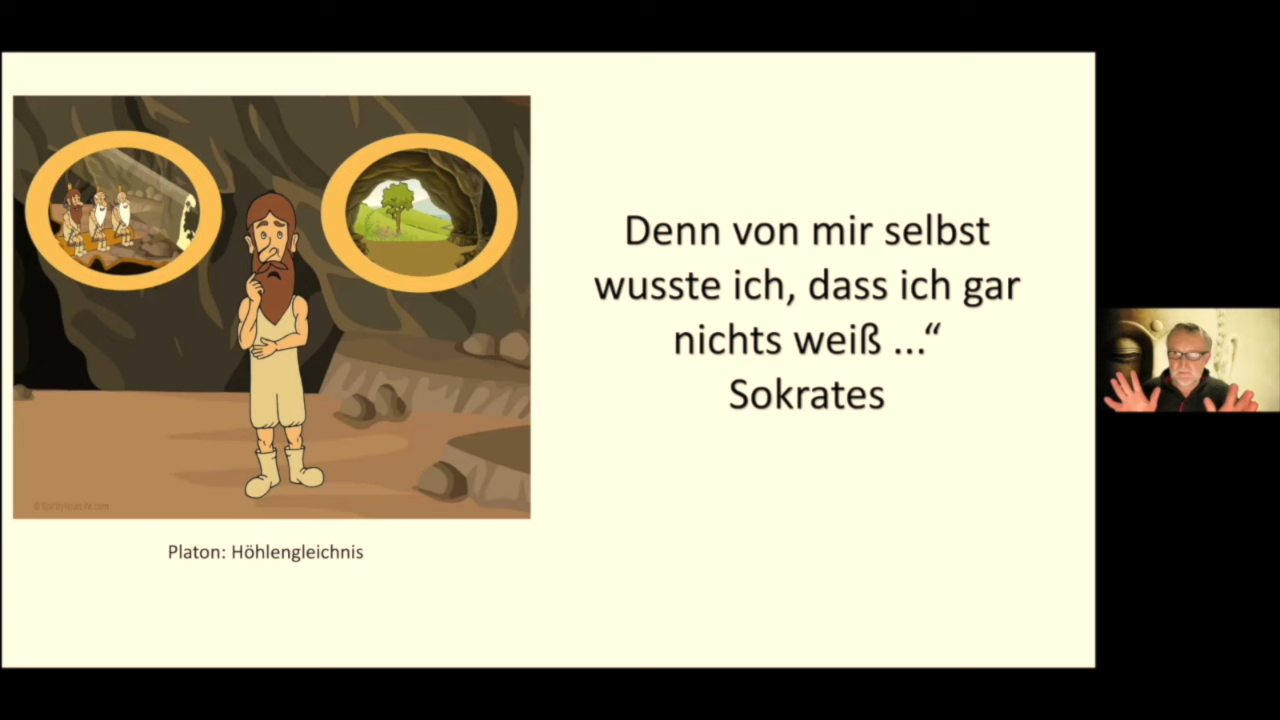 Denn von mir selbst
wusste ich, dass ich gar
nichts weiß ...“
Sokrates
Platon: Höhlengleichnis